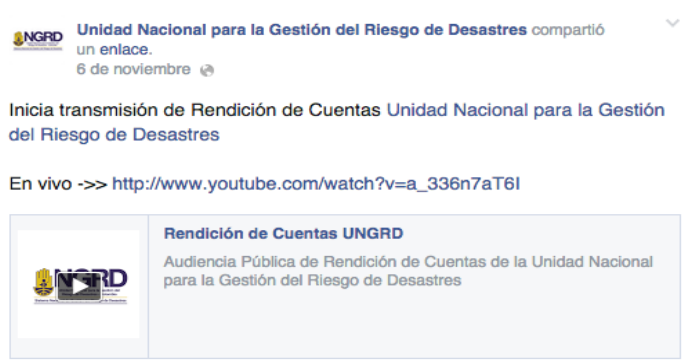 NGRD
Unidad Nacional para la Gestión del Riesgo de Desastres compartió
un enlace.
6 de noviembre
Inicia transmisión de Rendición de Cuentas Unidad Nacional para la Gestión
del Riesgo de Desastres
En vivo ->> http://www.youtube.com/watch?v=a_336n7aT6I
Rendición de Cuentas UNGRD
Audiencia Pública de Rendición de Cuentas de la Unidad Nacional
para la Gestión del Riesgo de Desastres
NGRD